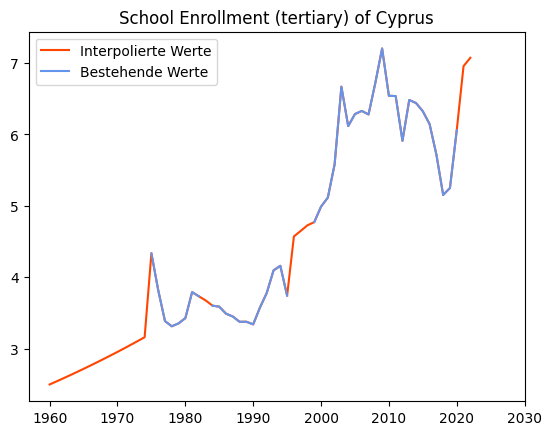 School Enrollment (tertiary) of Cyprus
Interpolierte Werte
Bestehende Werte
7
6
5
4
3
1960 1970 1980 1990 2000 2010 2020 2030